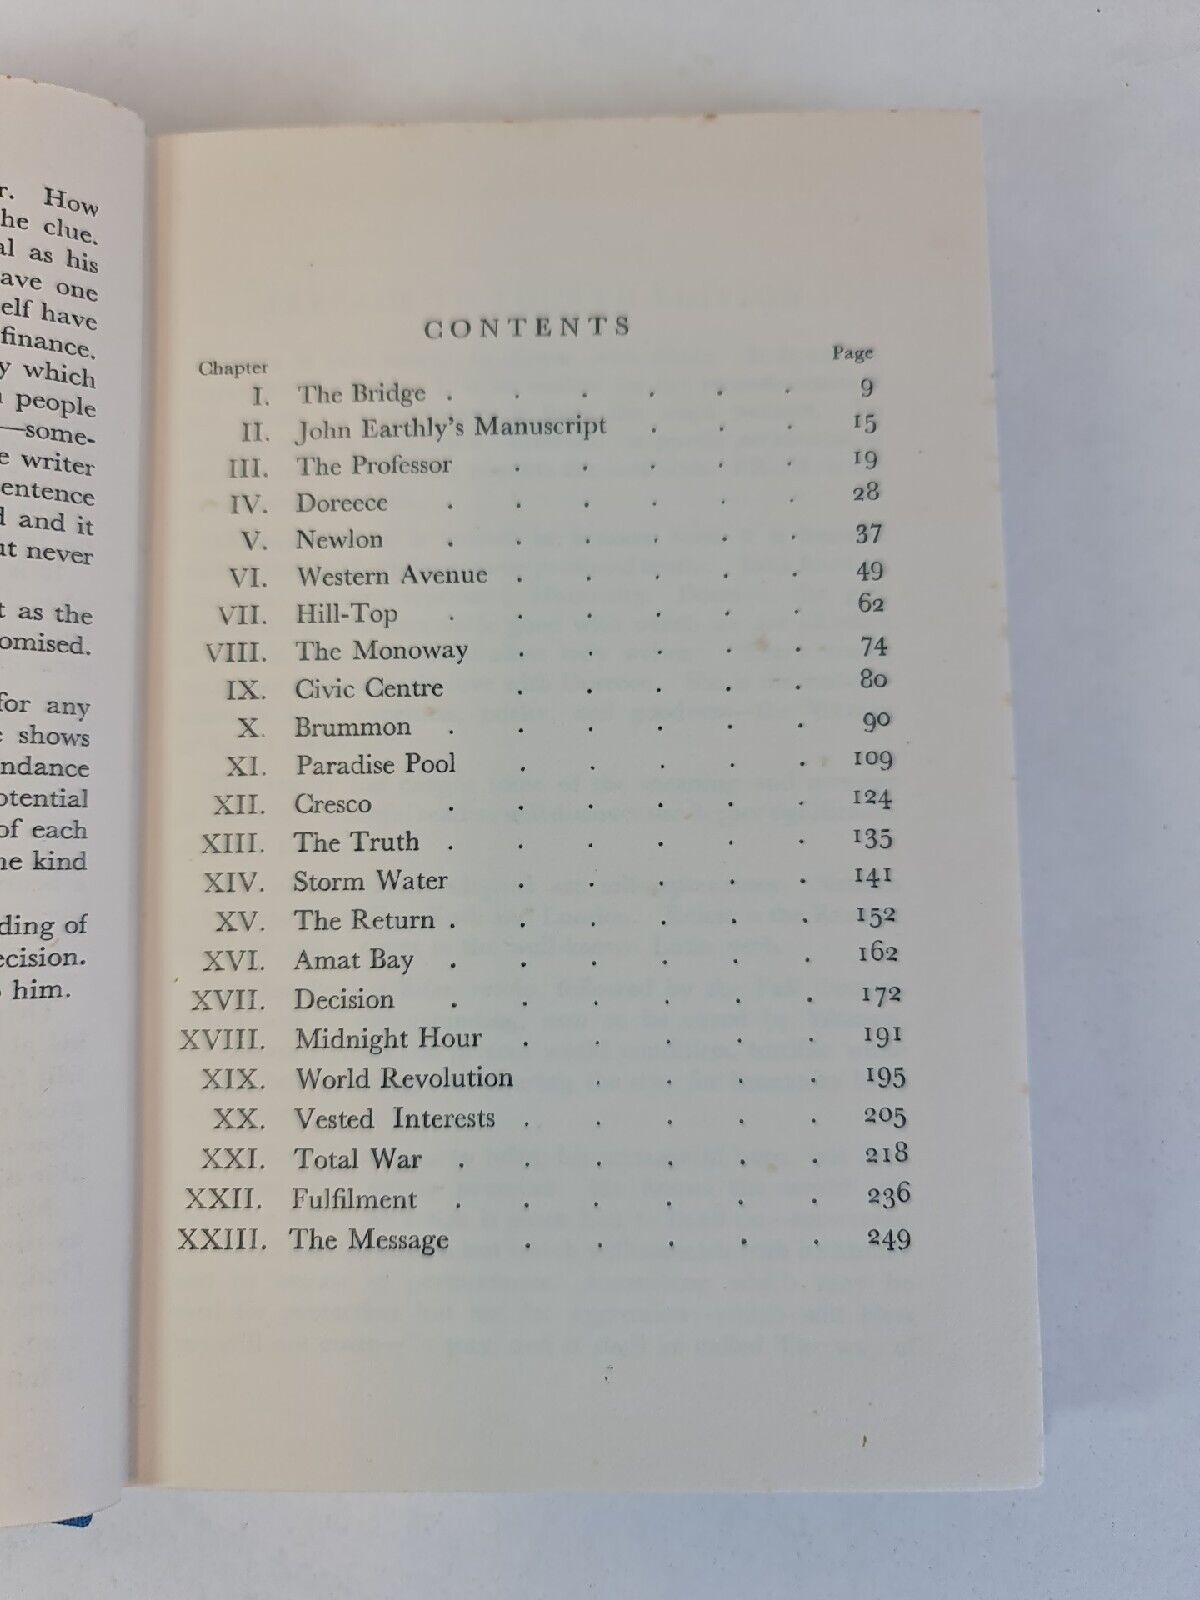 r. How
he clue.
al as his
ave one
elf have
finance.
y which
people
—some-
e writer
entence
d and it
ut never
t as the
omised.
for any
shows
ndance
otential
of each
ne kind
ding of
ecision.
him.
CONTENTS
Chapter Page
I. The Bridge . . . . . . 9
II. John Earthly's Manuscript . . . 15
III. The Professor . . . . . 19
IV. Doreece . . . . . . 28
V. Newlon . . . . . . 37
VI. Western Avenue . . . . . 49
VII. Hill-Top . . . . . . 62
VIII. The Monoway . . . . . 74
IX. Civic Centre . . . . . 80
X. Brummon . . . . . . 90
XI. Paradise Pool . . . . . 109
XII. Cresco . . . . . . 124
XIII. The Truth . . . . . . 135
XIV. Storm Water . . . . . 141
XV. The Return . . . . . . 152
XVI. Amat Bay . . . . . . 162
XVII. Decision . . . . . . 172
XVIII. Midnight Hour . . . . . 191
XIX. World Revolution . . . . 195
XX. Vested Interests . . . . . 205
XXI. Total War . . . . . . 218
XXII. Fulfilment . . . . . . 236
XXIII. The Message . . . . . 249